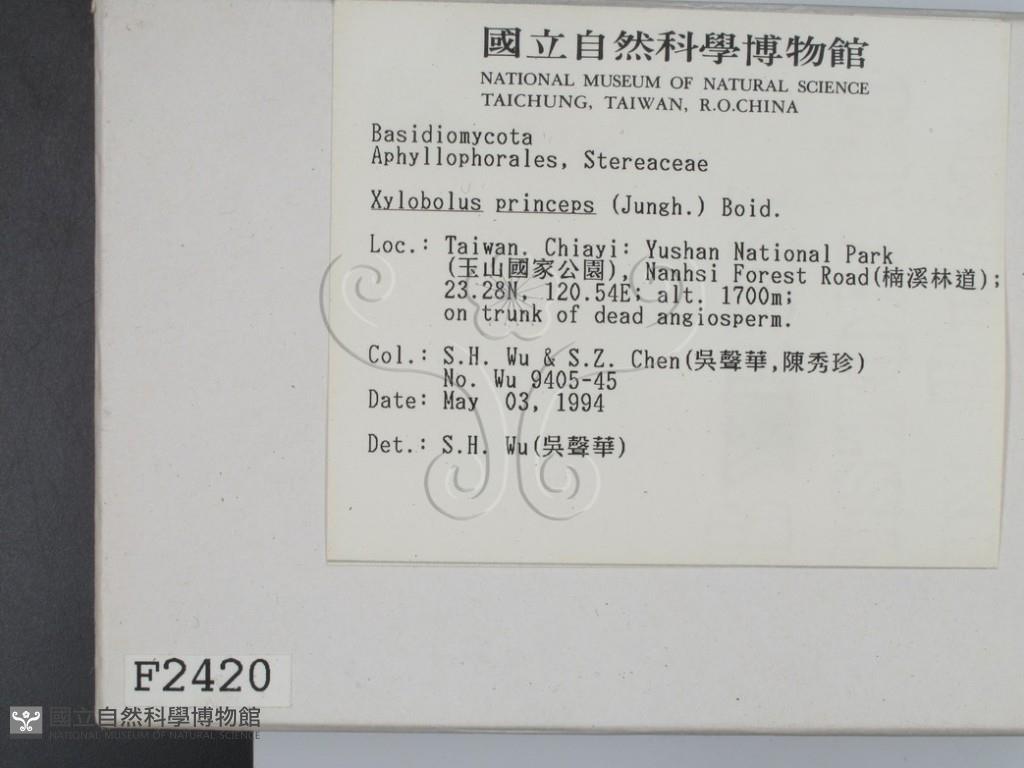 國立自然科學博物館
NATIONAL MUSEUM OF NATURAL SCIENCE
TAICHUNG, TAIWAN, R.O.CHINA
Basidiomycota
Aphyllophorales, Stereaceae
Xylobolus princeps (Jungh.) Boid.
Loc.: Taiwan. Chiayi: Yushan National Park
(玉山國家公園), Nanhsi Forest Road(楠溪林道);
23.28N, 120.54E; alt. 1700m;
on trunk of dead angiosperm.
Col.: S.H. Wu & S.Z. Chen(吳聲華,陳秀珍)
No. Wu 9405-45
Date: May 03, 1994
Det.: S.H. Wu(吳聲華)
F2420
國立自然科學博物館
NATIONAL MUSEUM OF NATURAL SCIENCE